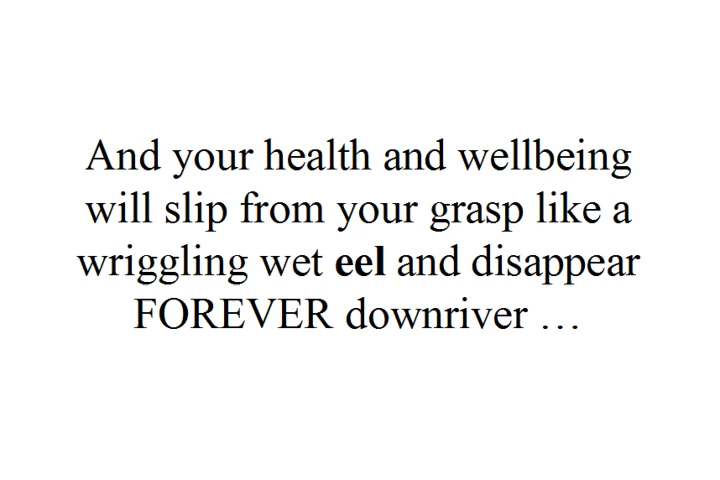 And your health and wellbeing
will slip from your grasp like a
wriggling wet eel and disappear
FOREVER downriver …